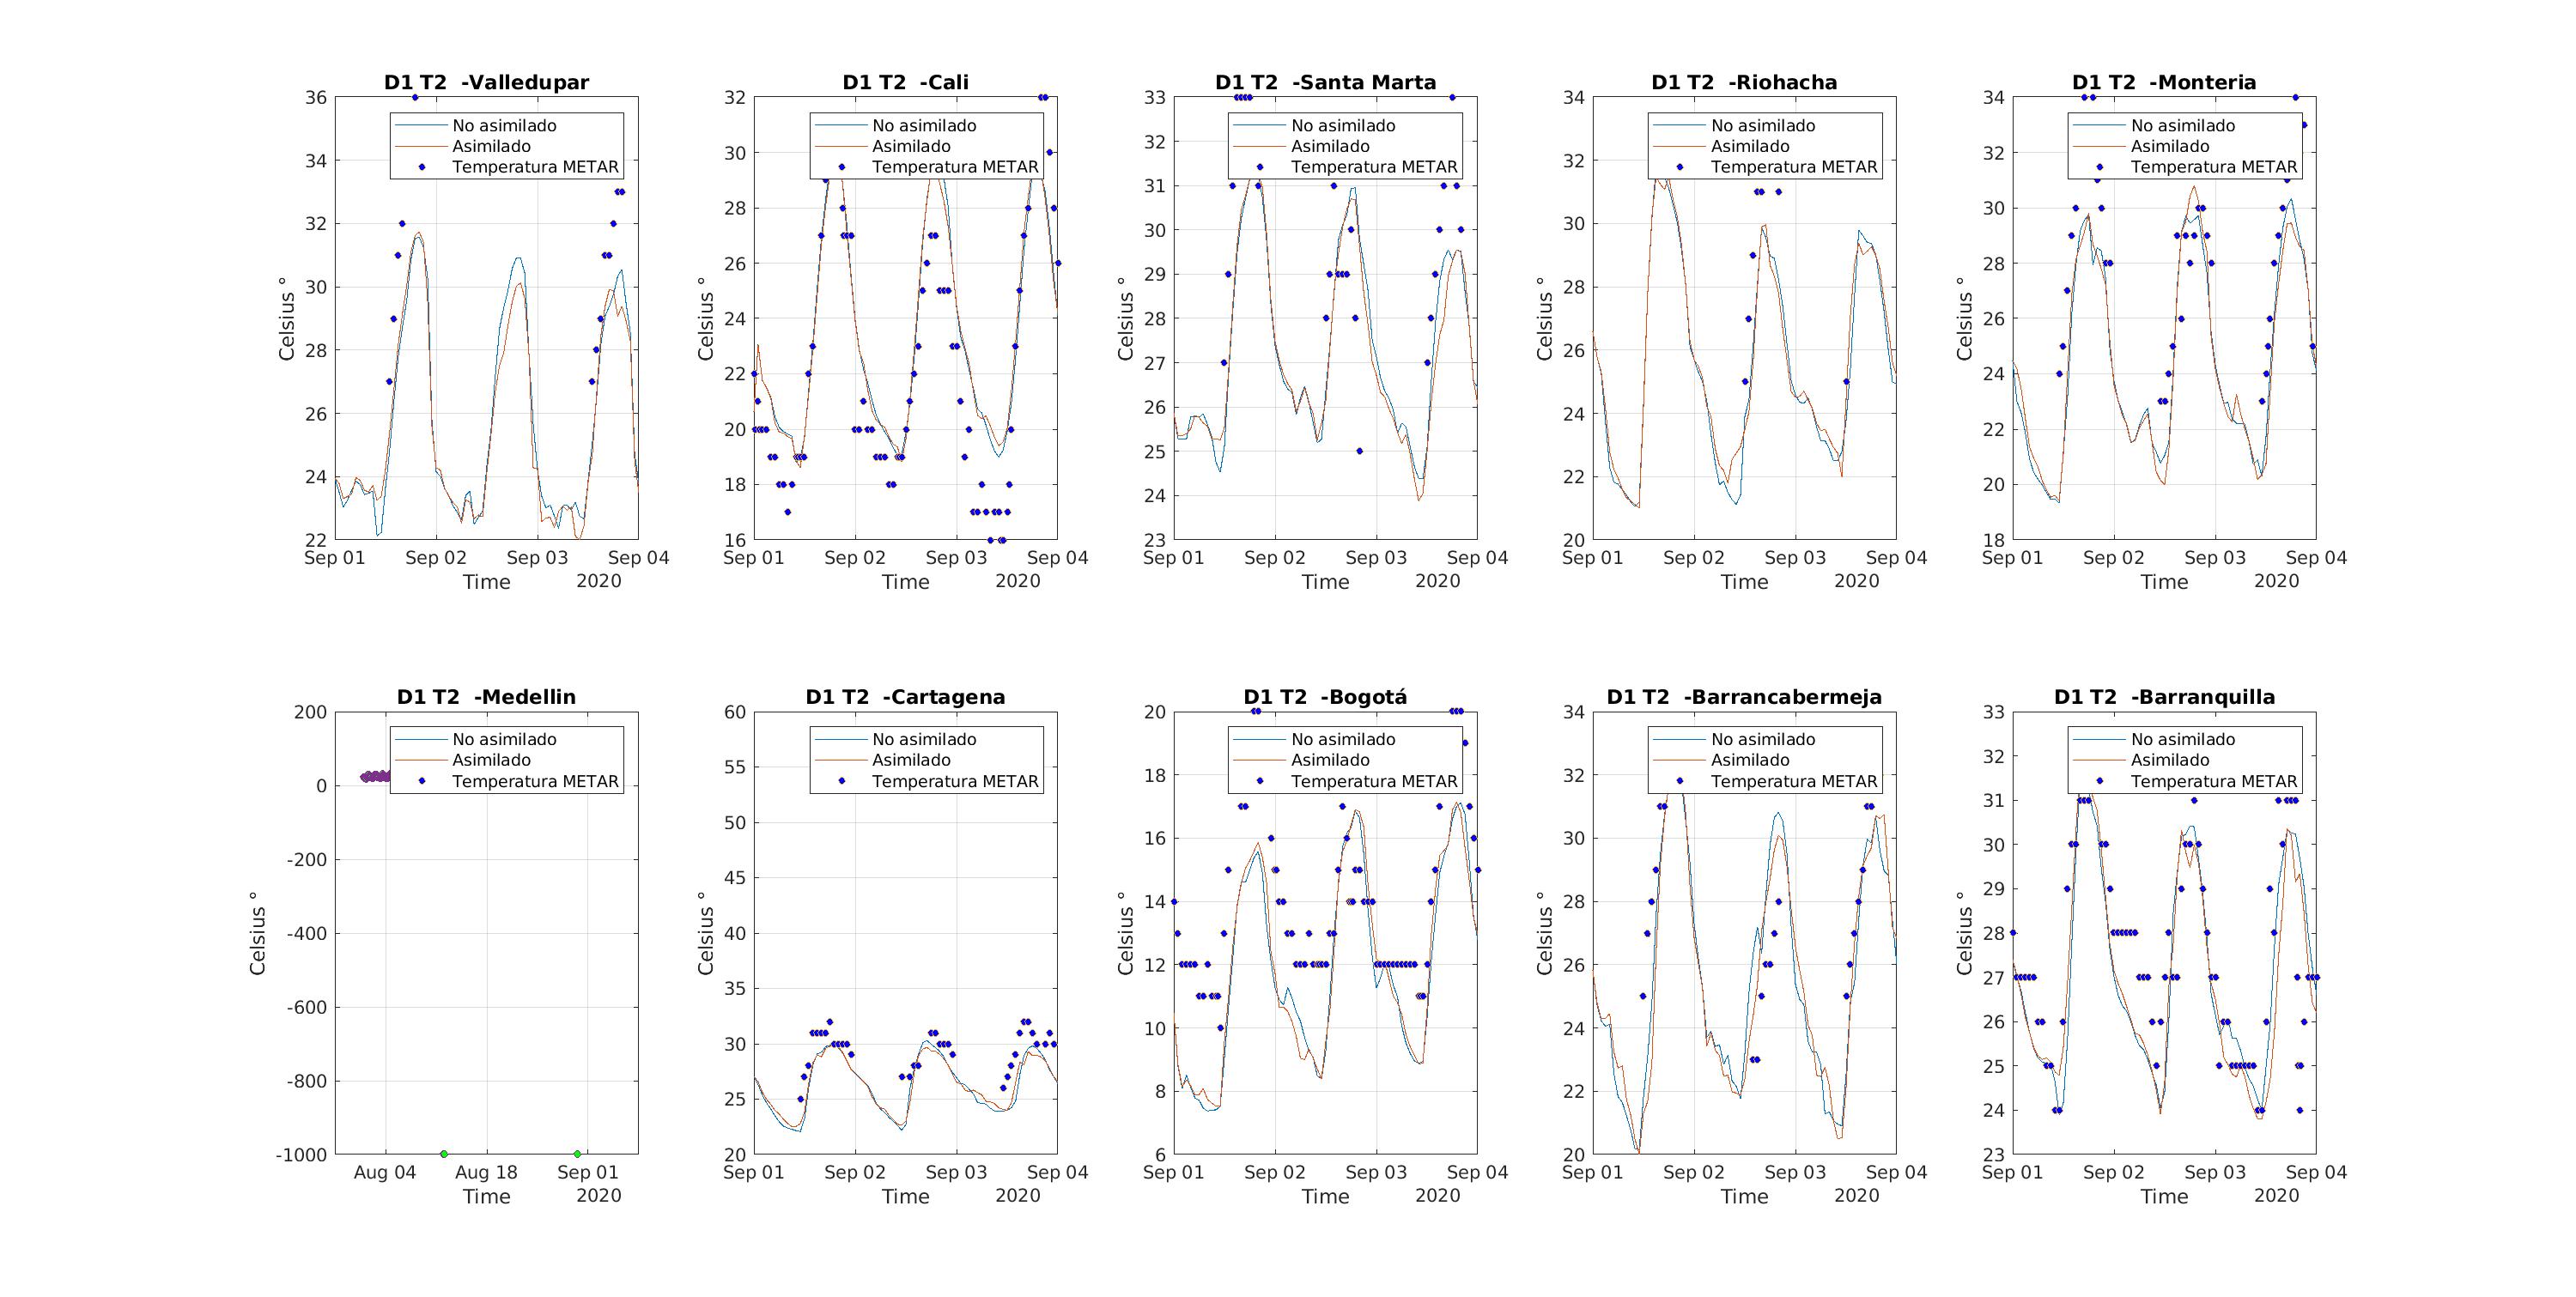 D1 T2  -Valledupar
No asimilado
Asimilado
Temperatura METAR
36
34
32
30
28
26
24
22
Celsius °
Sep 01 Sep 02 Sep 03 Sep 04
Time 2020
D1 T2  -Cali
No asimilado
Asimilado
Temperatura METAR
32
30
28
26
24
22
20
18
16
Celsius °
Sep 01 Sep 02 Sep 03 Sep 04
Time 2020
D1 T2  -Santa Marta
No asimilado
Asimilado
Temperatura METAR
33
32
31
30
29
28
27
26
25
24
23
Celsius °
Sep 01 Sep 02 Sep 03 Sep 04
Time 2020
D1 T2  -Riohacha
No asimilado
Asimilado
Temperatura METAR
34
32
30
28
26
24
22
20
Celsius °
Sep 01 Sep 02 Sep 03 Sep 04
Time 2020
D1 T2  -Monteria
No asimilado
Asimilado
Temperatura METAR
34
32
30
28
26
24
22
20
18
Celsius °
Sep 01 Sep 02 Sep 03 Sep 04
Time 2020
D1 T2  -Medellin
No asimilado
Asimilado
Temperatura METAR
200
0
-200
-400
-600
-800
-1000
Celsius °
Aug 04 Aug 18 Sep 01
Time 2020
D1 T2  -Cartagena
No asimilado
Asimilado
Temperatura METAR
60
55
50
45
40
35
30
25
20
Celsius °
Sep 01 Sep 02 Sep 03 Sep 04
Time 2020
D1 T2  -Bogotá
No asimilado
Asimilado
Temperatura METAR
20
18
16
14
12
10
8
6
Celsius °
Sep 01 Sep 02 Sep 03 Sep 04
Time 2020
D1 T2  -Barrancabermeja
No asimilado
Asimilado
Temperatura METAR
34
32
30
28
26
24
22
20
Celsius °
Sep 01 Sep 02 Sep 03 Sep 04
Time 2020
D1 T2  -Barranquilla
No asimilado
Asimilado
Temperatura METAR
33
32
31
30
29
28
27
26
25
24
23
Celsius °
Sep 01 Sep 02 Sep 03 Sep 04
Time 2020